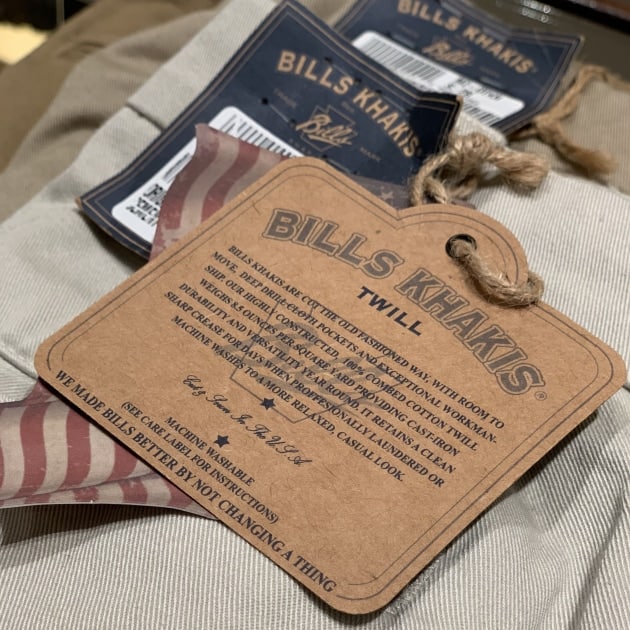 BILLS KHAKIS®
Bills
BILLS KHAKIS®
Bills
MARK
BILLS KHAKIS®
TWILL
BILLS KHAKIS ARE CUT THE OLD FASHIONED WAY, WITH ROOM TO
MOVE, DEEP DRILL-CLOTH POCKETS AND EXCEPTIONAL WORKMAN-
SHIP. OUR HIGHLY CONSTRUCTED, 100% COMBED COTTON TWILL
WEIGHS 8.5 OUNCES PER SQUARE YARD PROVIDING CAST-IRON
DURABILITY AND VERSATILITY YEAR ROUND. IT RETAINS A CLEAN
SHARP CREASE FOR DAYS WHEN PROFFESIONALLY LAUNDERED OR
MACHINE WASHES TO A MORE RELAXED, CASUAL LOOK.
Cut & Sewn In The U.S.A
MACHINE WASHABLE
(SEE CARE LABEL FOR INSTRUCTIONS)
WE MADE BILLS BETTER BY NOT CHANGING A THING